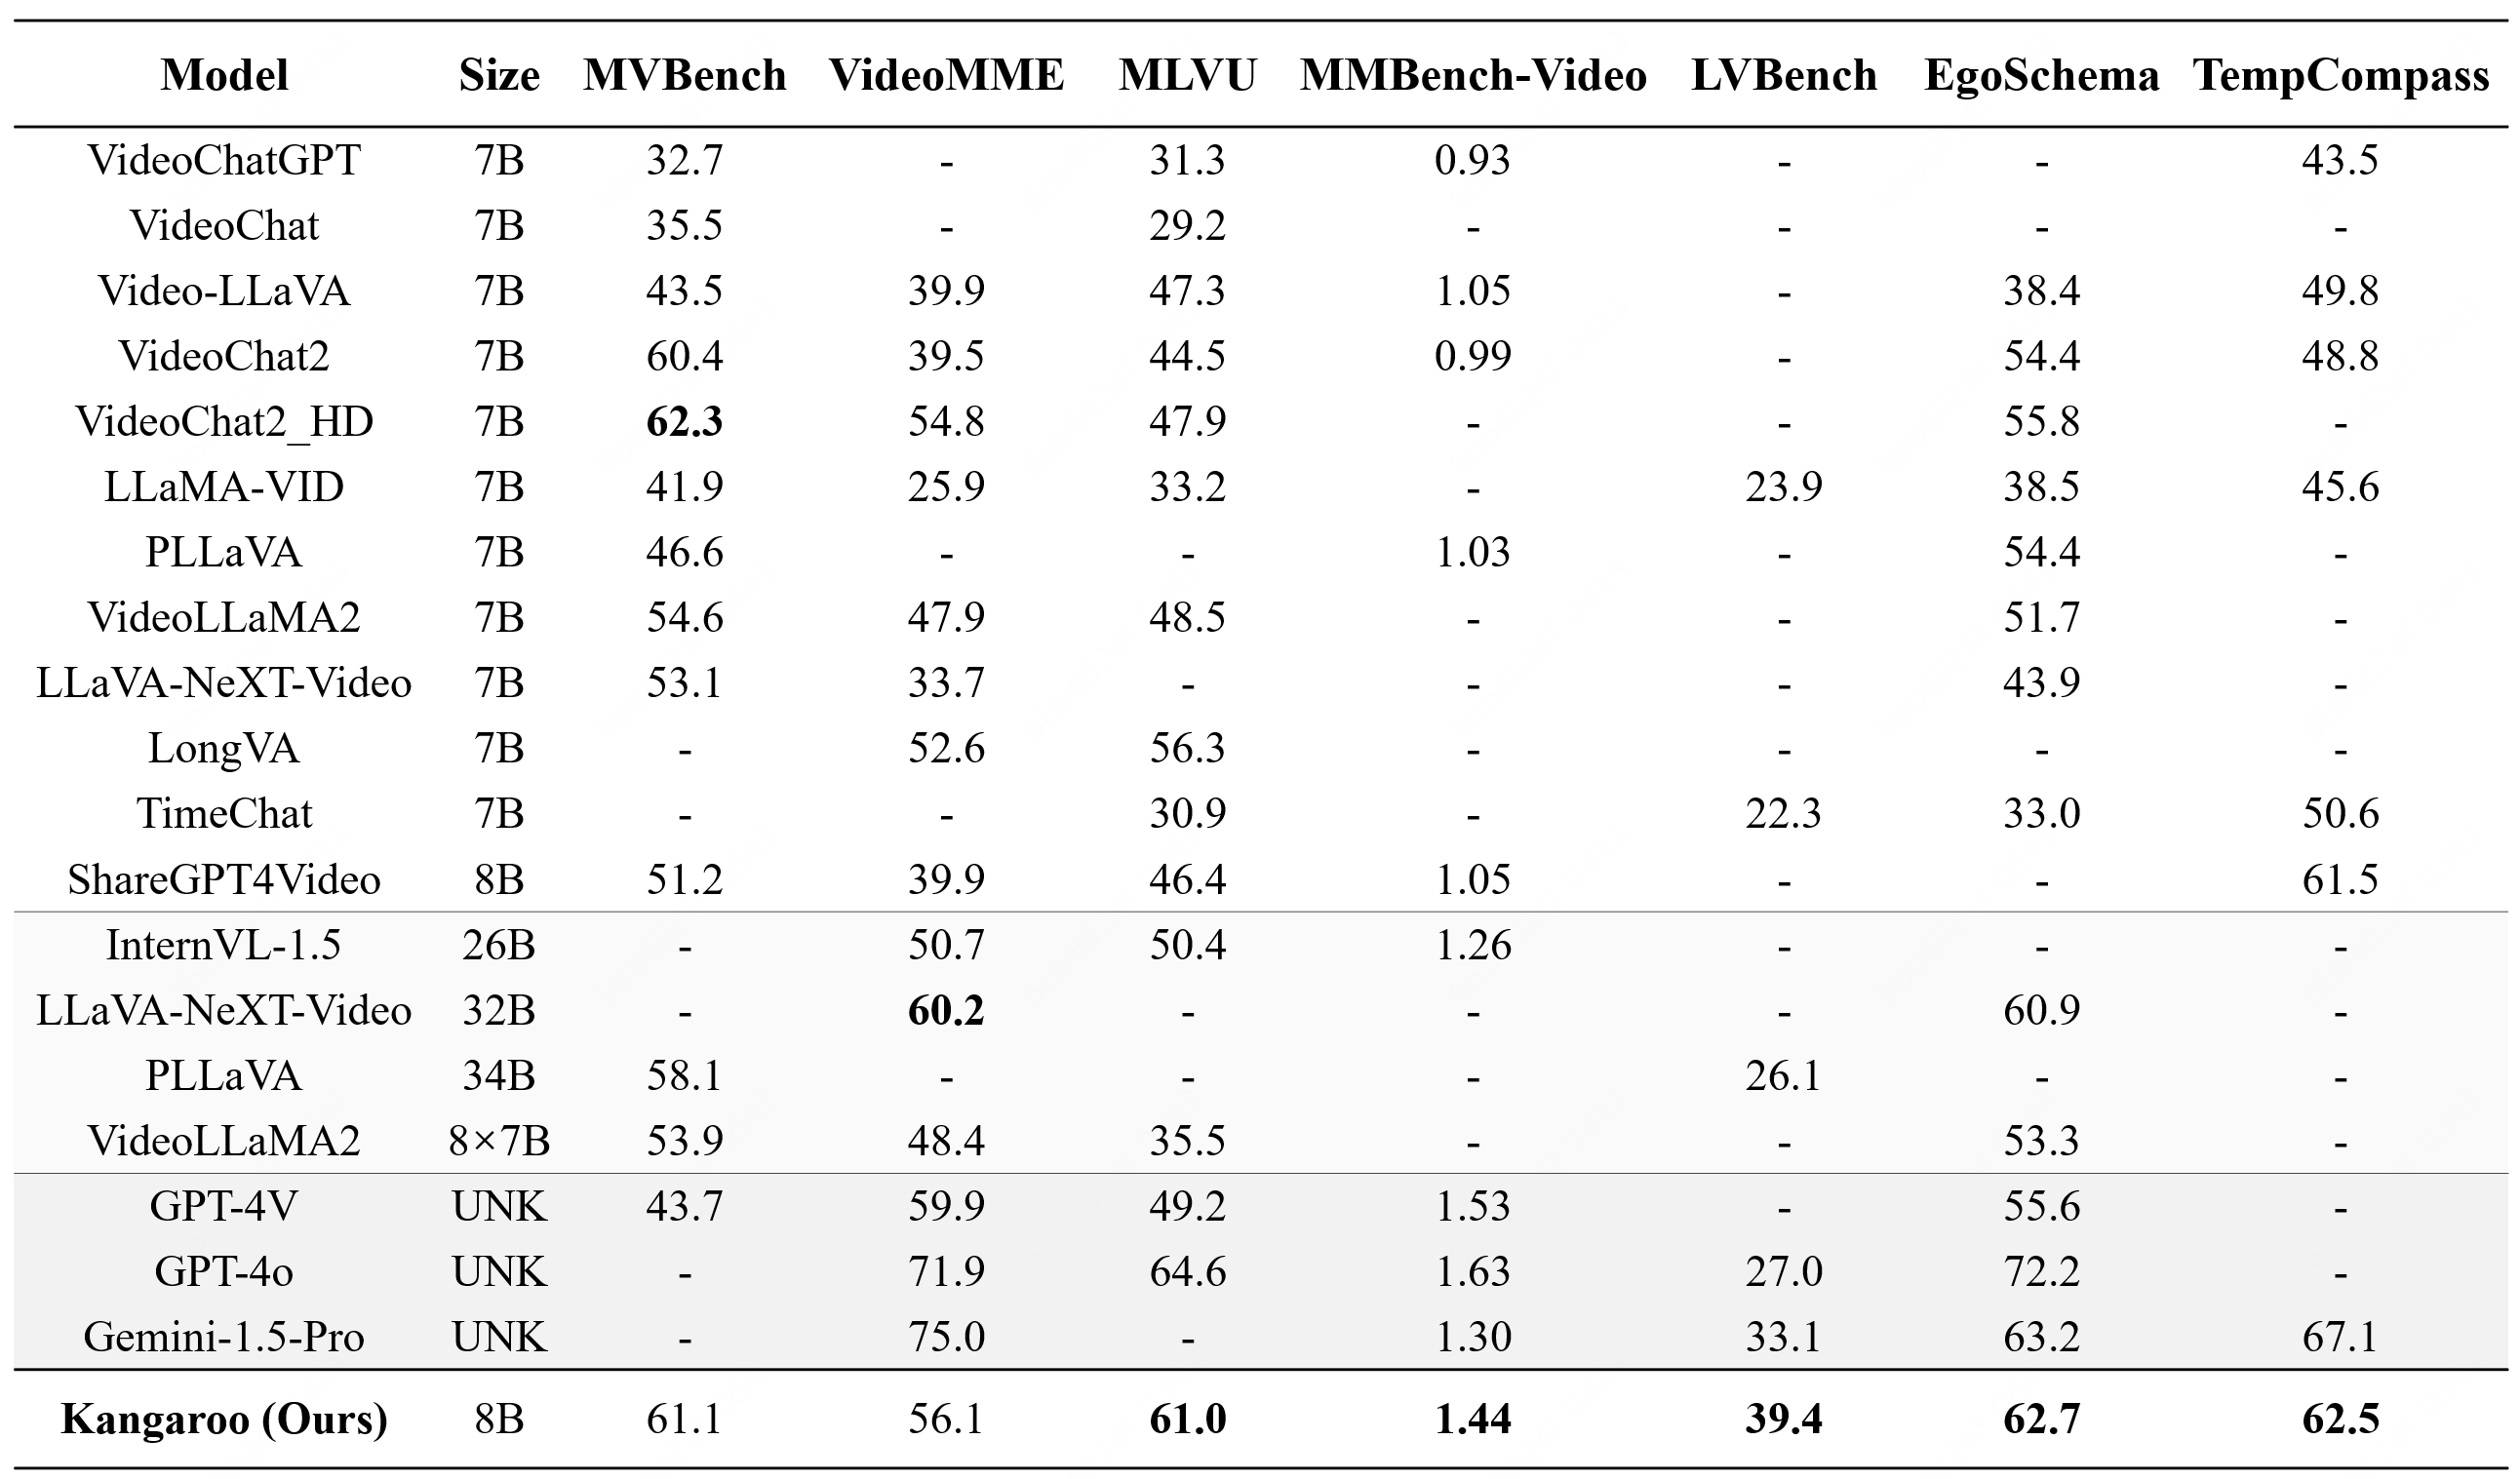 Model Size MVBench VideoMME MLVU MMBench-Video LVBench EgoSchema TempCompass
VideoChatGPT 7B 32.7 - 31.3 0.93 - - 43.5
VideoChat 7B 35.5 - 29.2 - - - -
Video-LLaVA 7B 43.5 39.9 47.3 1.05 - 38.4 49.8
VideoChat2 7B 60.4 39.5 44.5 0.99 - 54.4 48.8
VideoChat2_HD 7B 62.3 54.8 47.9 - - 55.8 -
LLaMA-VID 7B 41.9 25.9 33.2 - 23.9 38.5 45.6
PLLaVA 7B 46.6 - - 1.03 - 54.4 -
VideoLLaMA2 7B 54.6 47.9 48.5 - - 51.7 -
LLaVA-NeXT-Video 7B 53.1 33.7 - - - 43.9 -
LongVA 7B - 52.6 56.3 - - - -
TimeChat 7B - - 30.9 - 22.3 33.0 50.6
ShareGPT4Video 8B 51.2 39.9 46.4 1.05 - - 61.5
InternVL-1.5 26B - 50.7 50.4 1.26 - - -
LLaVA-NeXT-Video 32B - 60.2 - - - 60.9 -
PLLaVA 34B 58.1 - - - 26.1 - -
VideoLLaMA2 8×7B 53.9 48.4 35.5 - - 53.3 -
GPT-4V UNK 43.7 59.9 49.2 1.53 - 55.6 -
GPT-4o UNK - 71.9 64.6 1.63 27.0 72.2 -
Gemini-1.5-Pro UNK - 75.0 - 1.30 33.1 63.2 67.1
Kangaroo (Ours) 8B 61.1 56.1 61.0 1.44 39.4 62.7 62.5